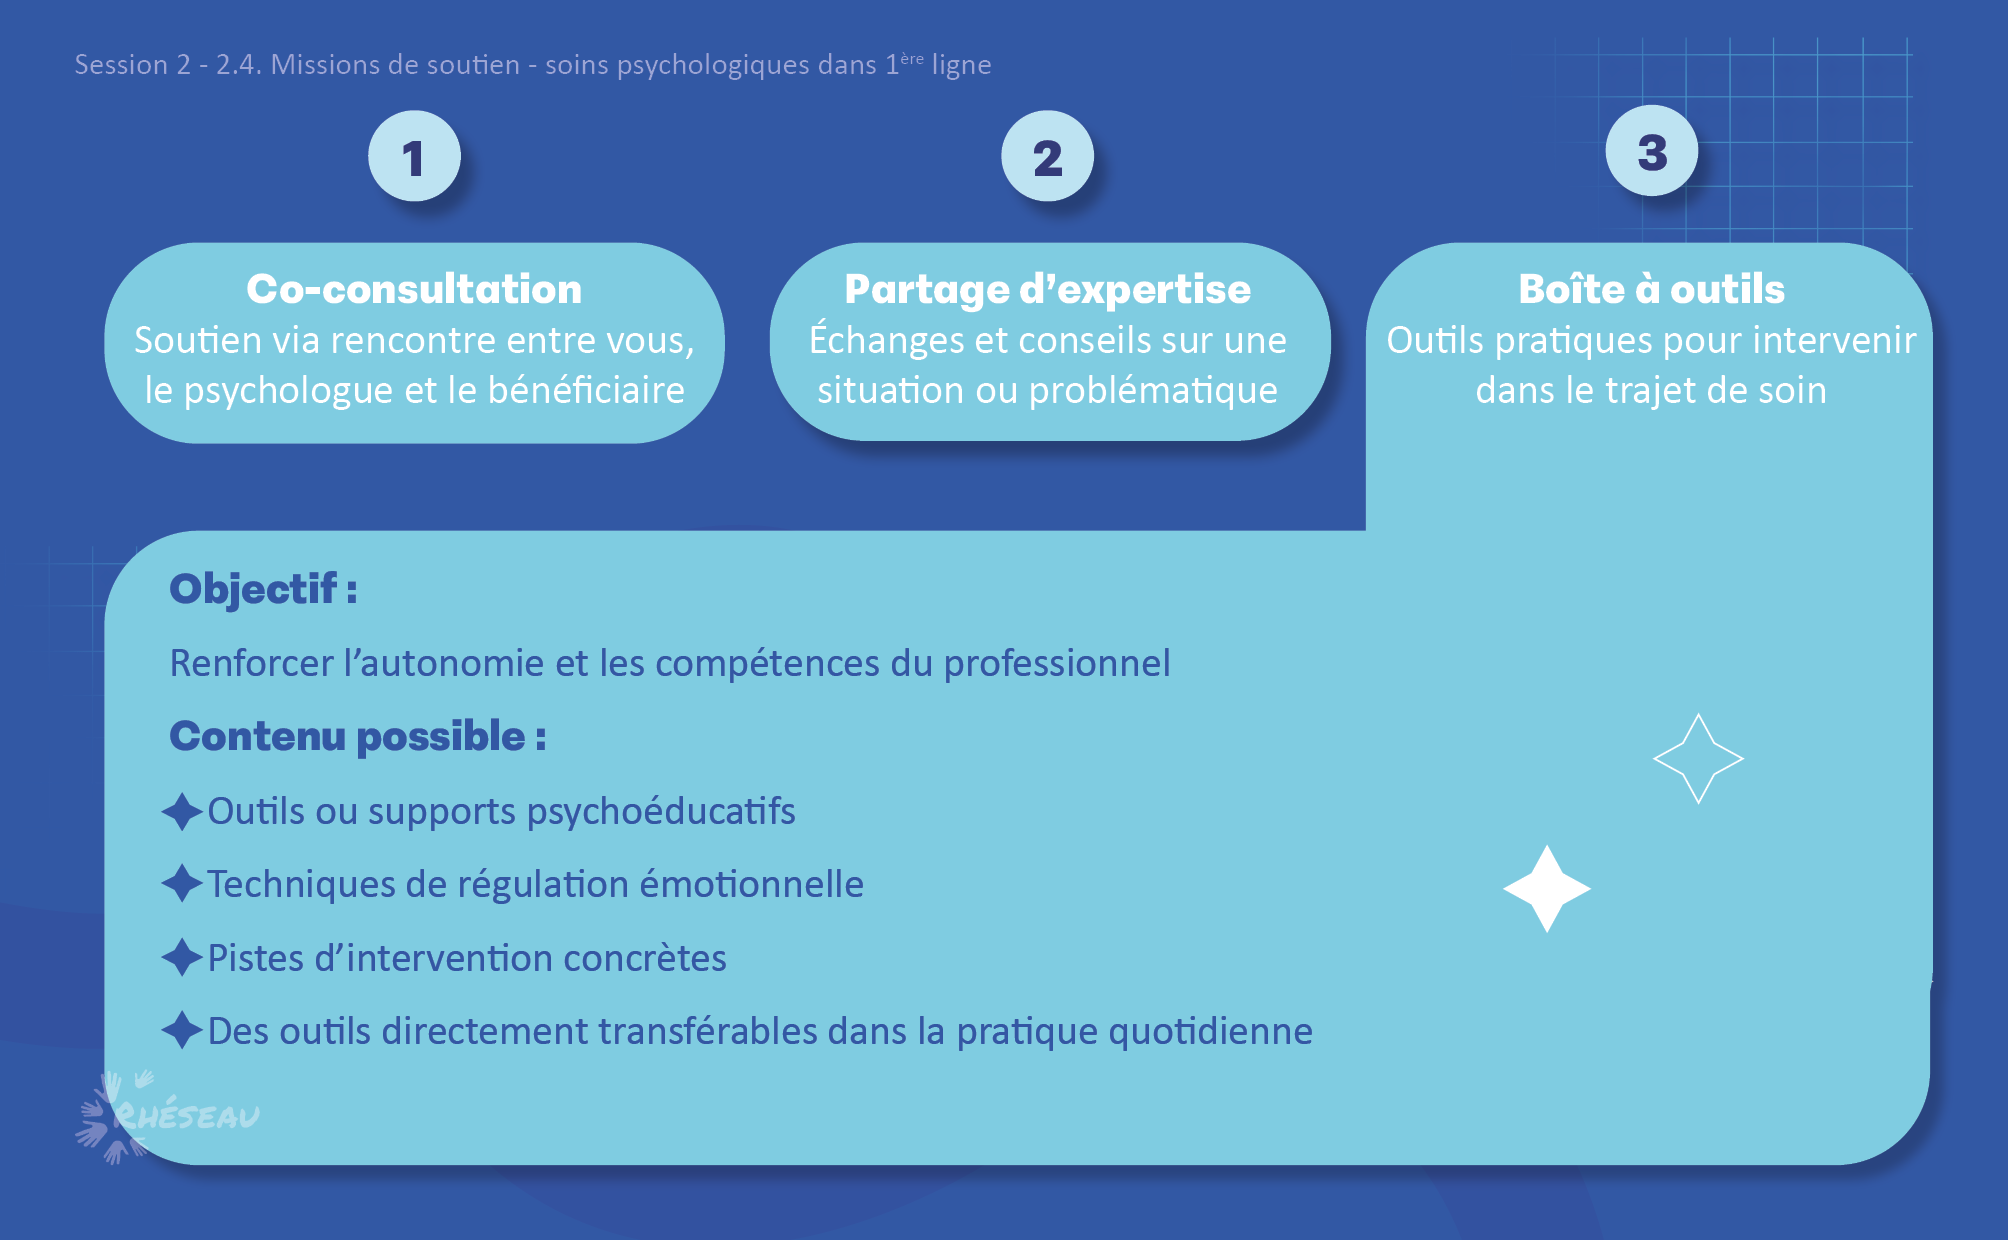 Session 2 - 2.4. Missions de soutien - soins psychologiques dans 1ère ligne
1
Co-consultation
Soutien via rencontre entre vous,
le psychologue et le bénéficiaire
2
Partage d’expertise
Échanges et conseils sur une
situation ou problématique
3
Boîte à outils
Outils pratiques pour intervenir
dans le trajet de soin
Objectif :
Renforcer l’autonomie et les compétences du professionnel
Contenu possible :
Outils ou supports psychoéducatifs
Techniques de régulation émotionnelle
Pistes d’intervention concrètes
Des outils directement transférables dans la pratique quotidienne
RHÉSEAU